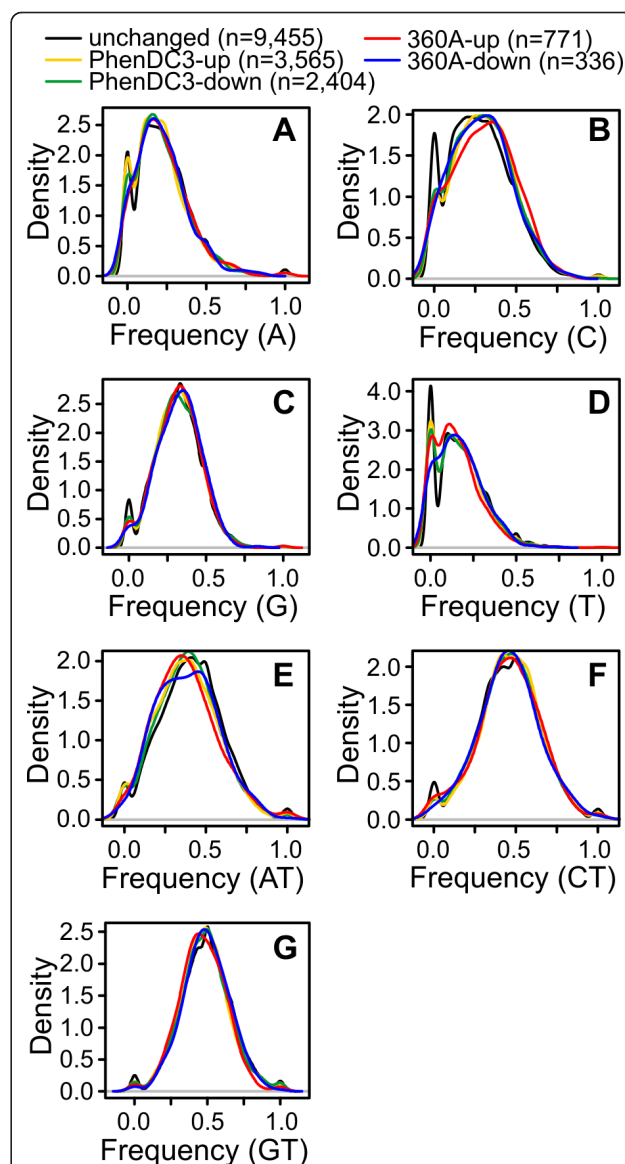 unchanged (n=9,455) 360A-up (n=771)
PhenDC3-up (n=3,565) 360A-down (n=336)
PhenDC3-down (n=2,404)
A
Density
2.5
2.0
1.5
1.0
0.5
0.0
0.0 0.5 1.0
Frequency (A)
B
Density
2.0
1.5
1.0
0.5
0.0
0.0 0.5 1.0
Frequency (C)
C
Density
2.5
2.0
1.5
1.0
0.5
0.0
0.0 0.5 1.0
Frequency (G)
D
Density
4.0
3.0
2.0
1.0
0.0
0.0 0.5 1.0
Frequency (T)
E
Density
2.0
1.5
1.0
0.5
0.0
0.0 0.5 1.0
Frequency (AT)
F
Density
2.0
1.5
1.0
0.5
0.0
0.0 0.5 1.0
Frequency (CT)
G
Density
2.5
2.0
1.5
1.0
0.5
0.0
0.0 0.5 1.0
Frequency (GT)